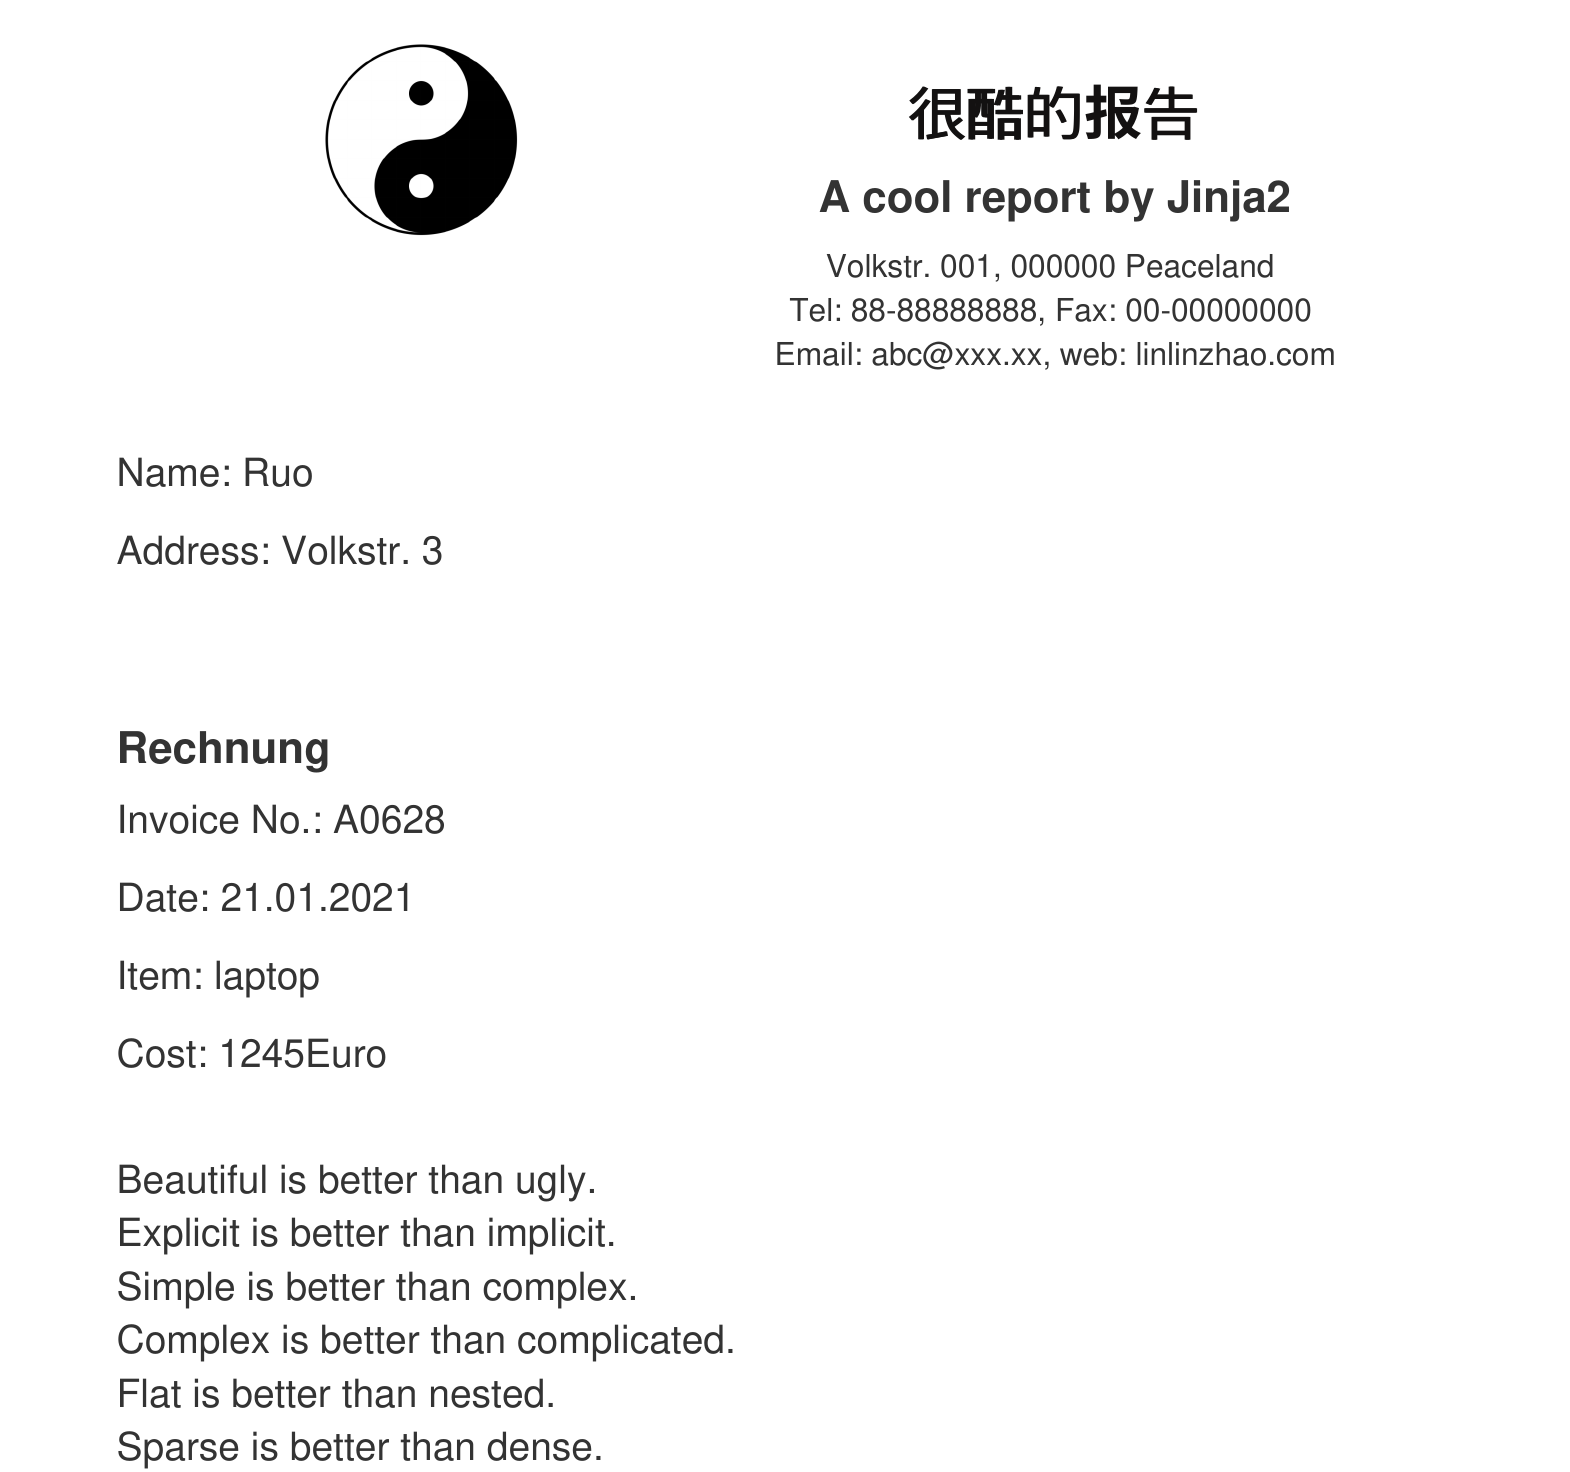 很酷的报告
A cool report by Jinja2
Volkstr. 001, 000000 Peaceland
Tel: 88-88888888, Fax: 00-00000000
Email: abc@xxx.xx, web: linlinzhao.com
Name: Ruo
Address: Volkstr. 3
Rechnung
Invoice No.: A0628
Date: 21.01.2021
Item: laptop
Cost: 1245Euro
Beautiful is better than ugly.
Explicit is better than implicit.
Simple is better than complex.
Complex is better than complicated.
Flat is better than nested.
Sparse is better than dense.